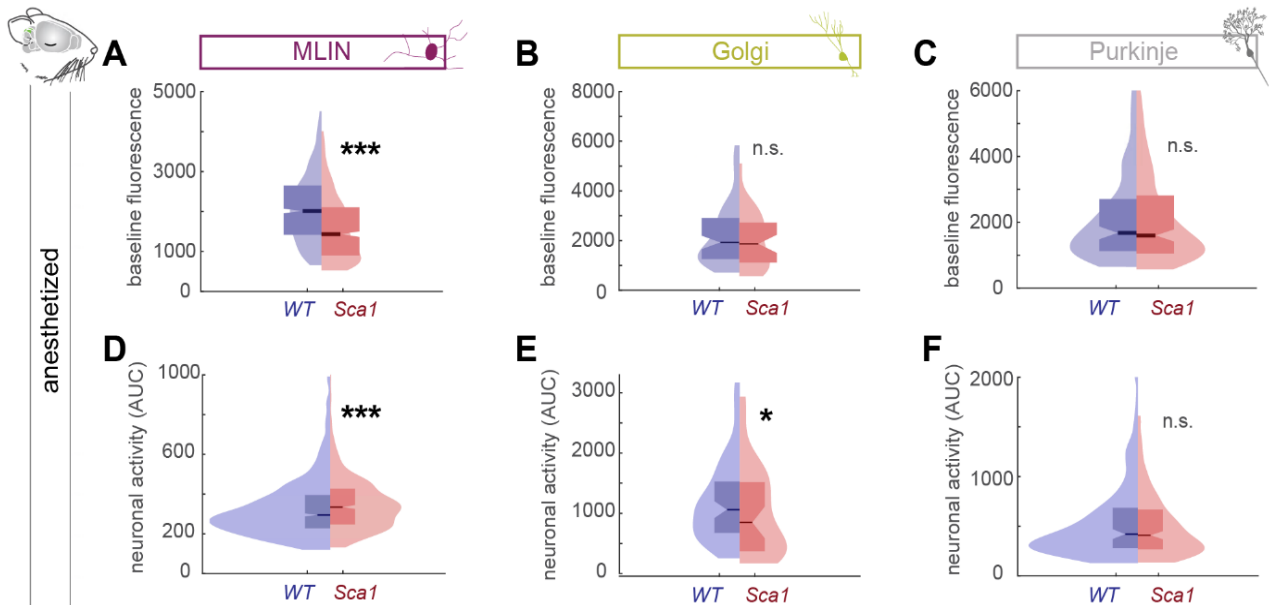 A
MLIN
B
Golgi
C
Purkinje
baseline fluorescence
5000
3000
1000
0
***
WT
Sca1
baseline fluorescence
8000
6000
4000
2000
0
n.s.
WT
Sca1
baseline fluorescence
6000
4000
2000
0
n.s.
WT
Sca1
anesthetized
D
neuronal activity (AUC)
1000
600
200
0
***
WT
Sca1
E
neuronal activity (AUC)
3000
2000
1000
0
*
WT
Sca1
F
neuronal activity (AUC)
2000
1000
0
n.s.
WT
Sca1